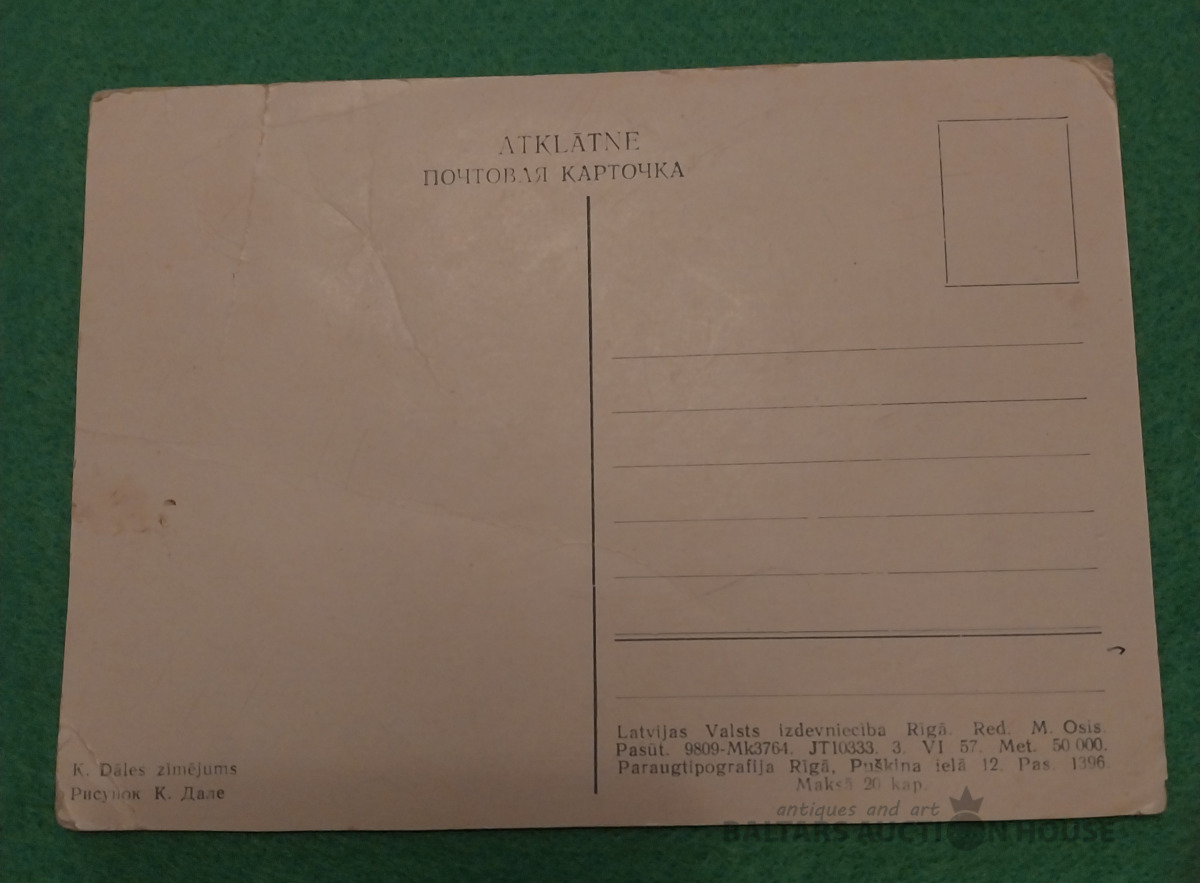 ATKLĀTNE
ПОЧТОВАЯ КАРТОЧКА
K. Dāles zīmējums
Рисунок К. Дале
Latvijas Valsts izdevniecība Rīgā. Red. M. Osis.
Pasūt. 9809-Mk3764. JT10333. 3. VI 57. Met. 50 000.
Paraugtipografija Rīgā, Puškina ielā 12. Pas. 1396.
Maksā 20 kap.
antiques and art
BALTARS AUCTION HOUSE